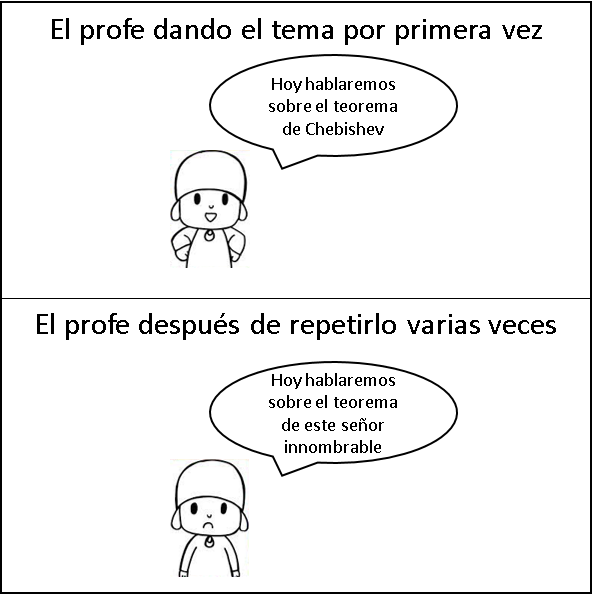 El profe dando el tema por primera vez
Hoy hablaremos
sobre el teorema
de Chebishev
El profe después de repetirlo varias veces
Hoy hablaremos
sobre el teorema
de este señor
innombrable